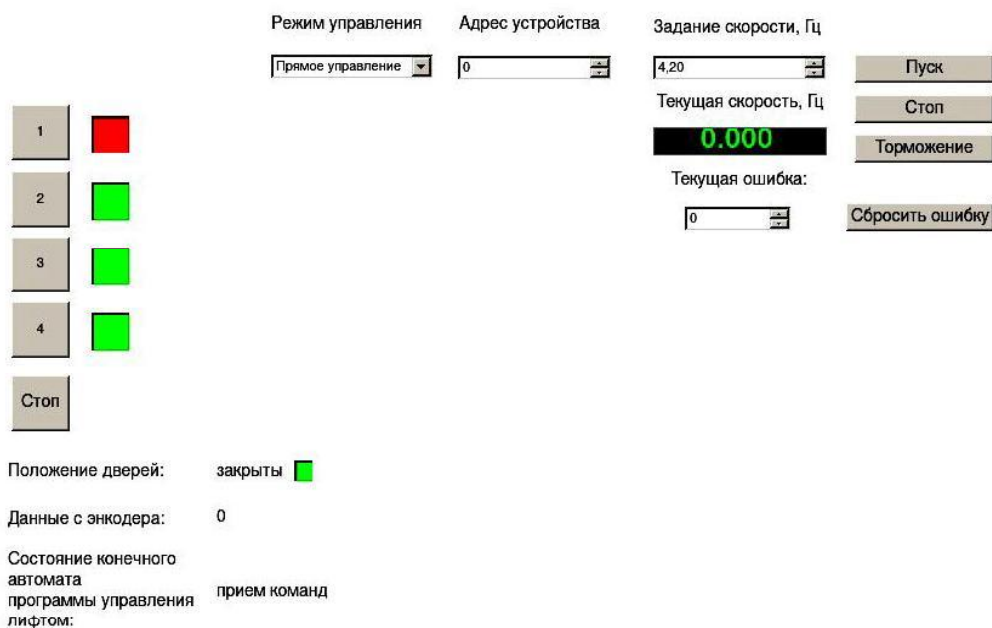 Режим управления Адрес устройства Задание скорости, Гц
Прямое управление 0 4,20 Пуск
Текущая скорость, Гц Стоп
1 0.000 Торможение
Текущая ошибка:
2 0 Сбросить ошибку
3
4
Стоп
Положение дверей: закрыты
Данные с энкодера: 0
Состояние конечного
автомата
программы управления прием команд
лифтом: